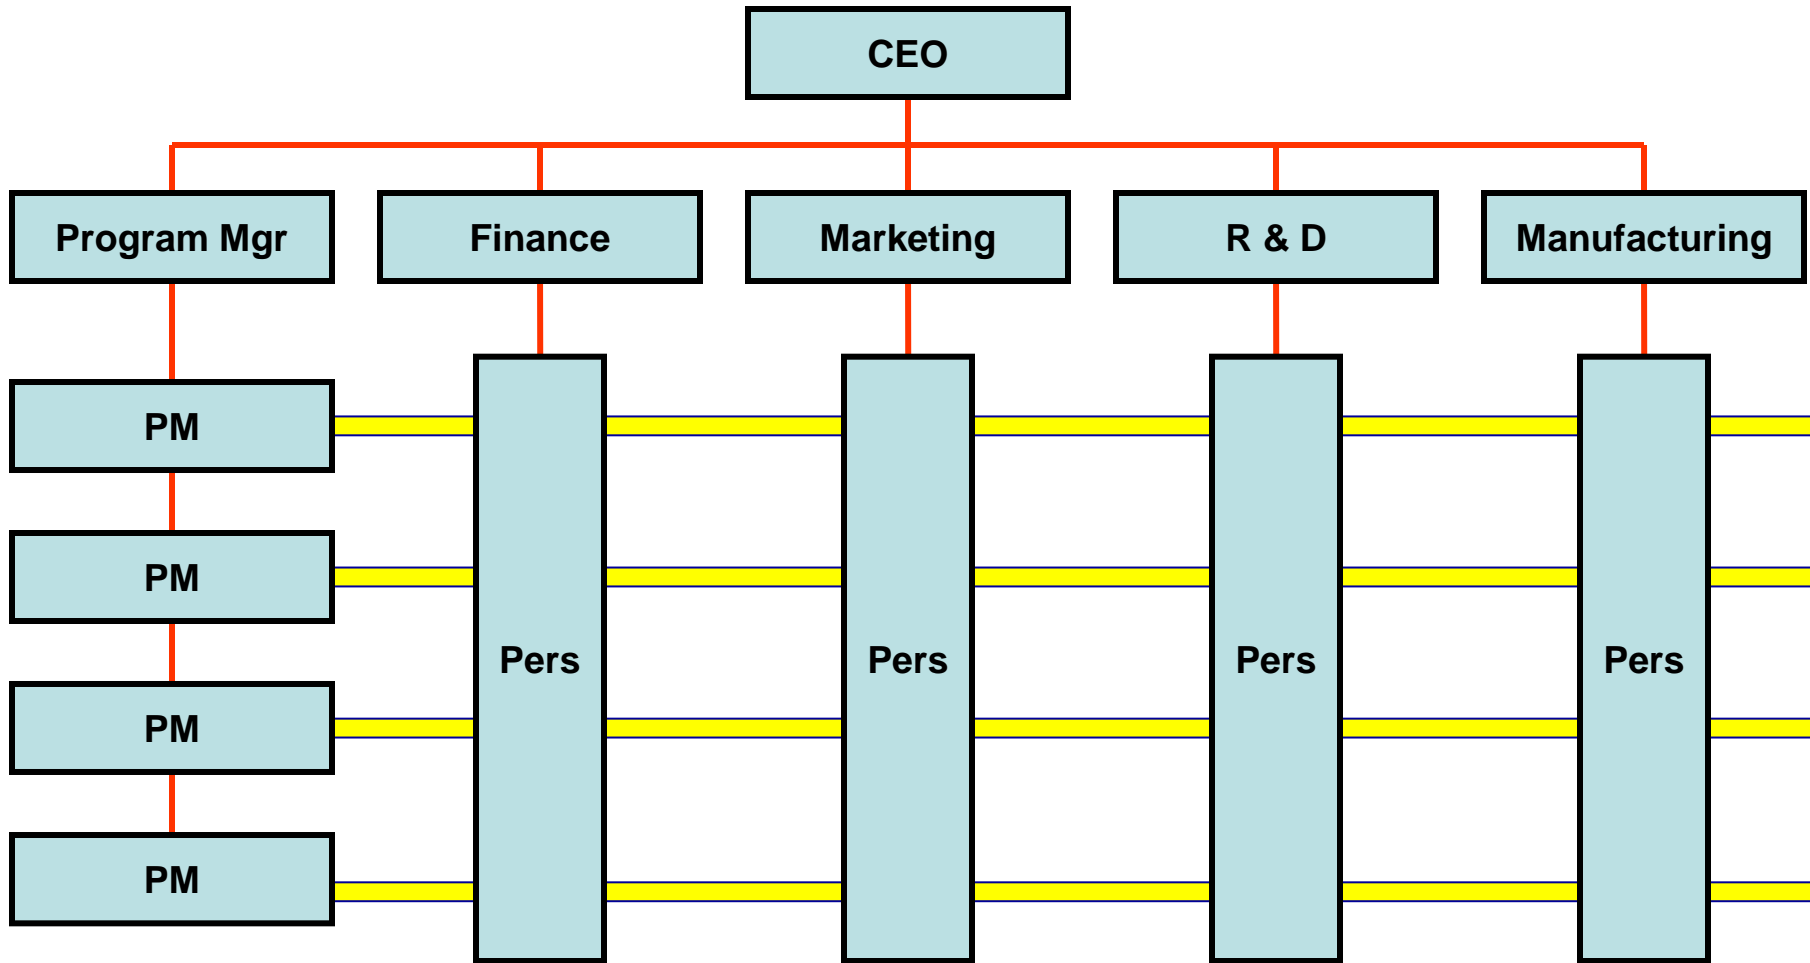 CEO
Program Mgr
Finance
Marketing
R & D
Manufacturing
PM
PM
PM
PM
Pers
Pers
Pers
Pers